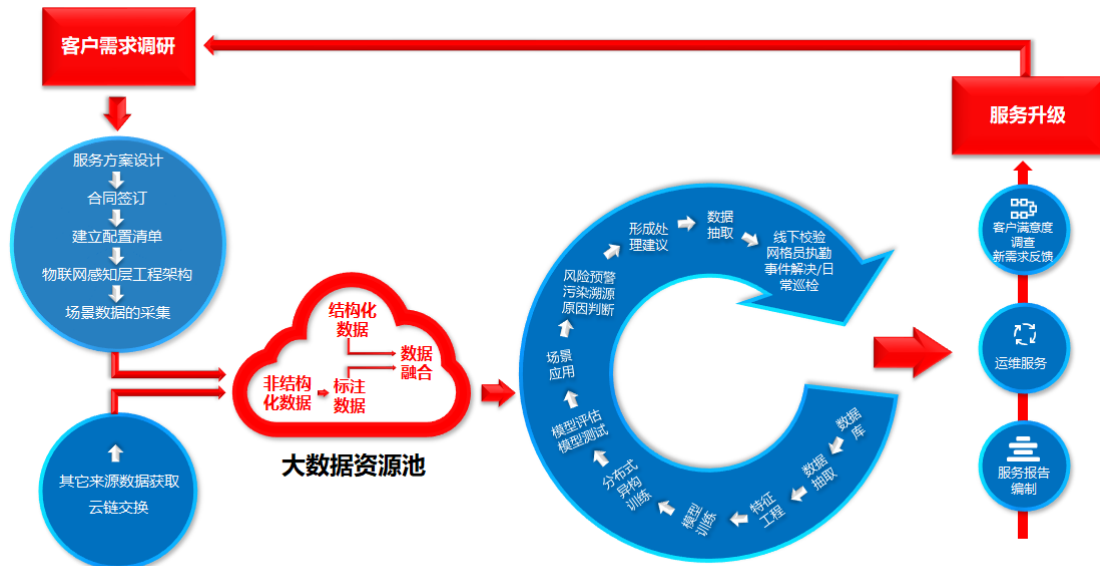 客户需求调研
服务方案设计
合同签订
建立配置清单
物联网感知层工程架构
场景数据的采集
其它来源数据获取
云链交换
结构化
数据
非结构
化数据
标注
数据
数据
融合
大数据资源池
数据
库
数据
抽取
特征
工程
模型
训练
分布式
异构
训练
模型评估
模型测试
场景
应用
风险预警
污染溯源
原因判断
形成处
理建议
数据
抽取
线下校验
网格员执勤
事件解决/日
常巡检
服务升级
客户满意度
调查
新需求反馈
运维服务
服务报告
编制